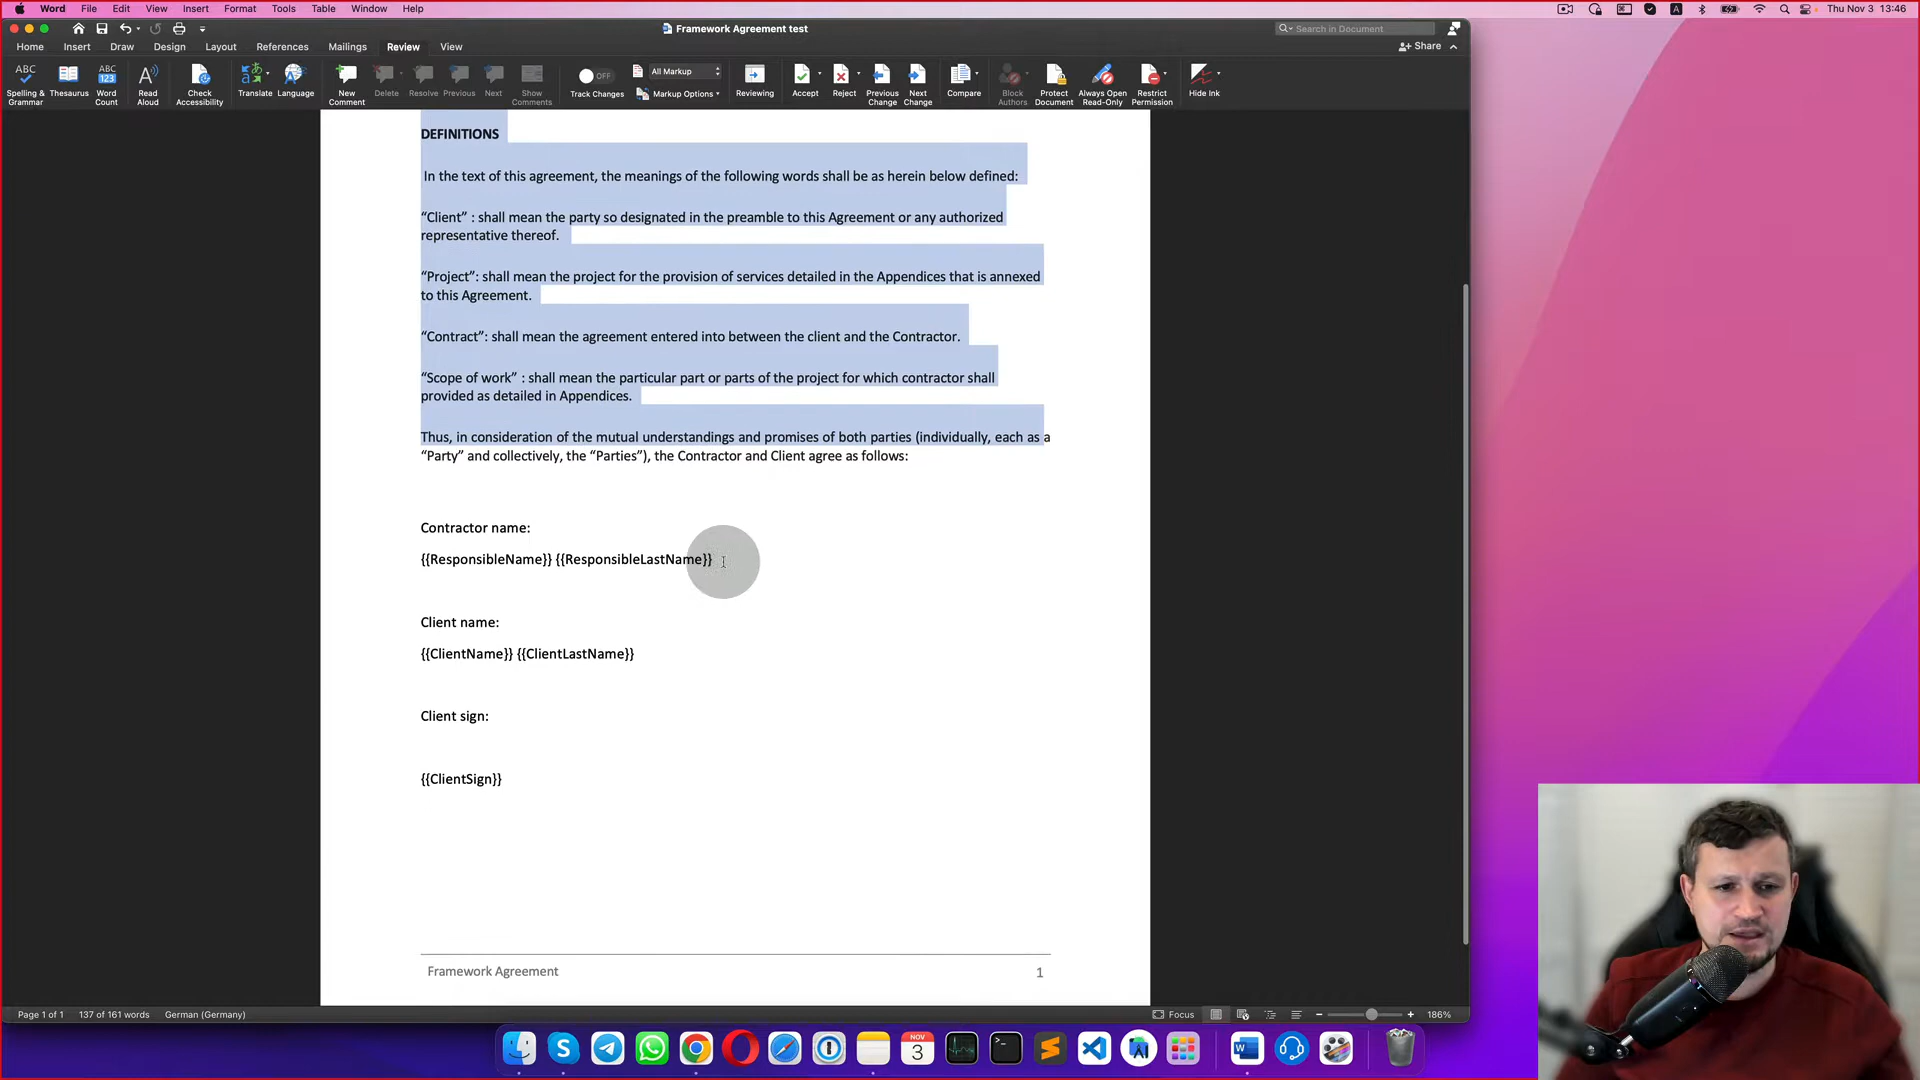 Word File Edit View Insert Format Tools Table Window Help Thu Nov 3 13:46
Framework Agreement test
Search in Document
Home Insert Draw Design Layout References Mailings Review View Share
ABC
Spelling & Grammar
Thesaurus
ABC
123
Word Count
Read Aloud
Check Accessibility
Translate
Language
New Comment
Delete
Resolve
Previous
Next
Show Comments
OFF
Track Changes
All Markup
Markup Options
Reviewing
Accept
Reject
Previous Change
Next Change
Compare
Block Authors
Protect Document
Always Open Read-Only
Restrict Permission
Hide Ink
DEFINITIONS
In the text of this agreement, the meanings of the following words shall be as herein below defined:
“Client” : shall mean the party so designated in the preamble to this Agreement or any authorized
representative thereof.
“Project”: shall mean the project for the provision of services detailed in the Appendices that is annexed
to this Agreement.
“Contract”: shall mean the agreement entered into between the client and the Contractor.
“Scope of work” : shall mean the particular part or parts of the project for which contractor shall
provided as detailed in Appendices.
Thus, in consideration of the mutual understandings and promises of both parties (individually, each as a
“Party” and collectively, the “Parties”), the Contractor and Client agree as follows:
Contractor name:
{{ResponsibleName}} {{ResponsibleLastName}}
Client name:
{{ClientName}} {{ClientLastName}}
Client sign:
{{ClientSign}}
Framework Agreement 1
Page 1 of 1 137 of 161 words German (Germany) Focus 186%
NOV
3